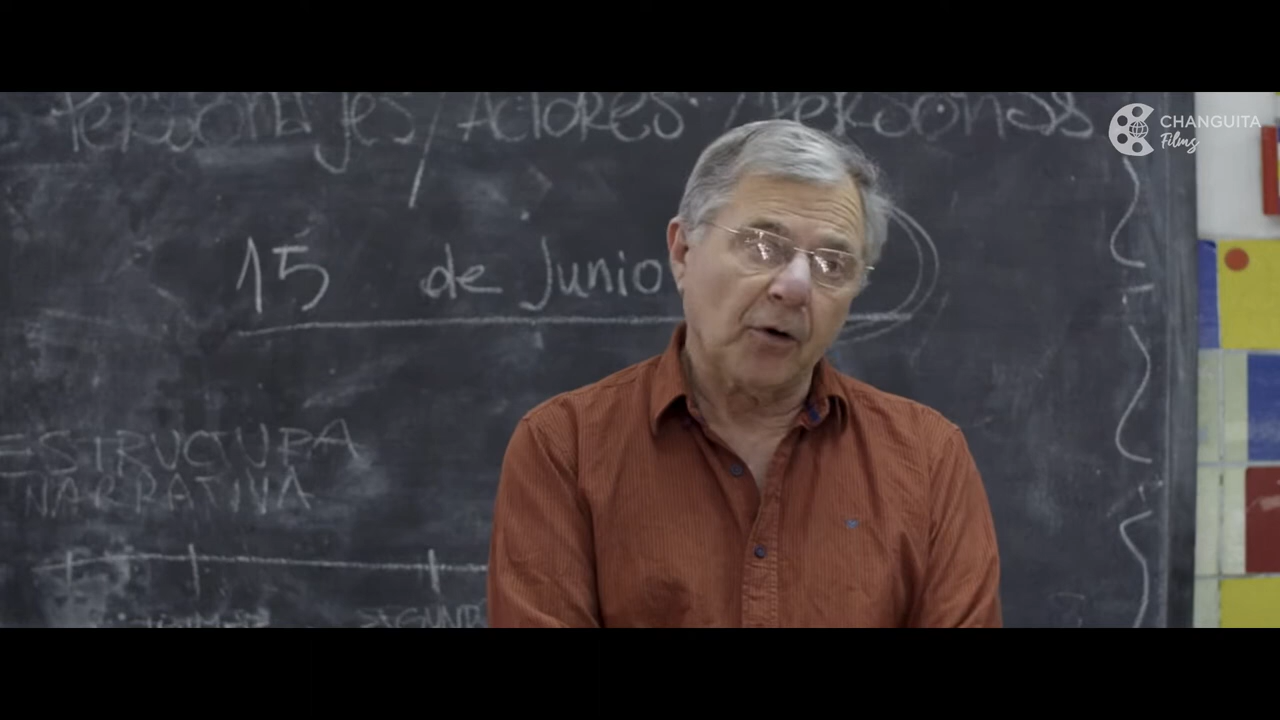 Personajes / Actores / Personas
CHANGUITA
Films
15 de Junio
ESTRUCTURA
NARRATIVA